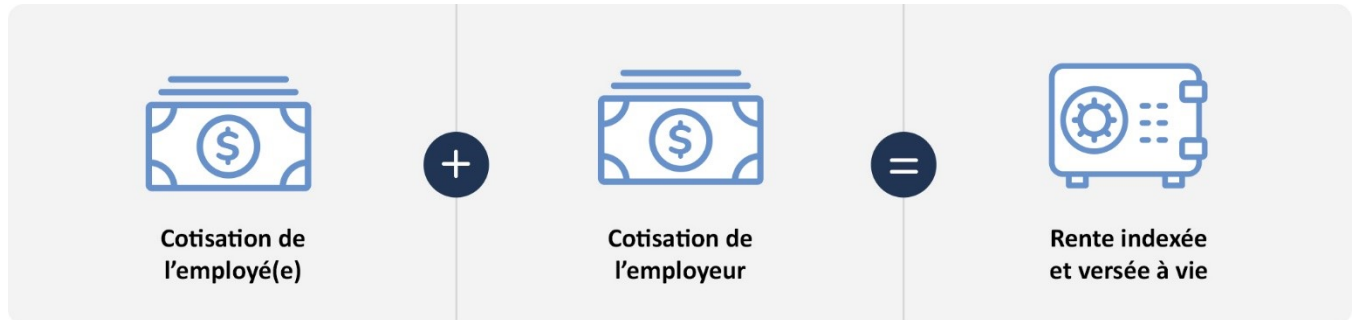 $
$
+
=
Cotisation de
l’employé(e)
Cotisation de
l’employeur
Rente indexée
et versée à vie